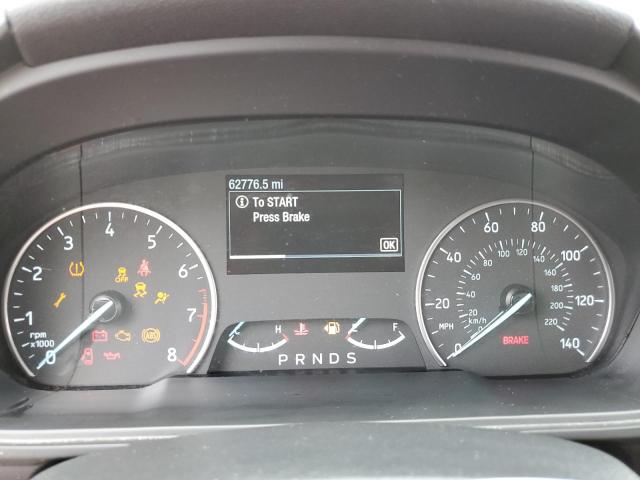 62776.5 mi
To START
Press Brake
OK
0 1 2 3 4 5 6 7 8
rpm
x1000
OFF
ABS
H
E F
P R N D S
0 20 40 60 80 100 120 140
MPH
0 20 40 60 80 100 120 140 160 180 200 220
km/h
BRAKE